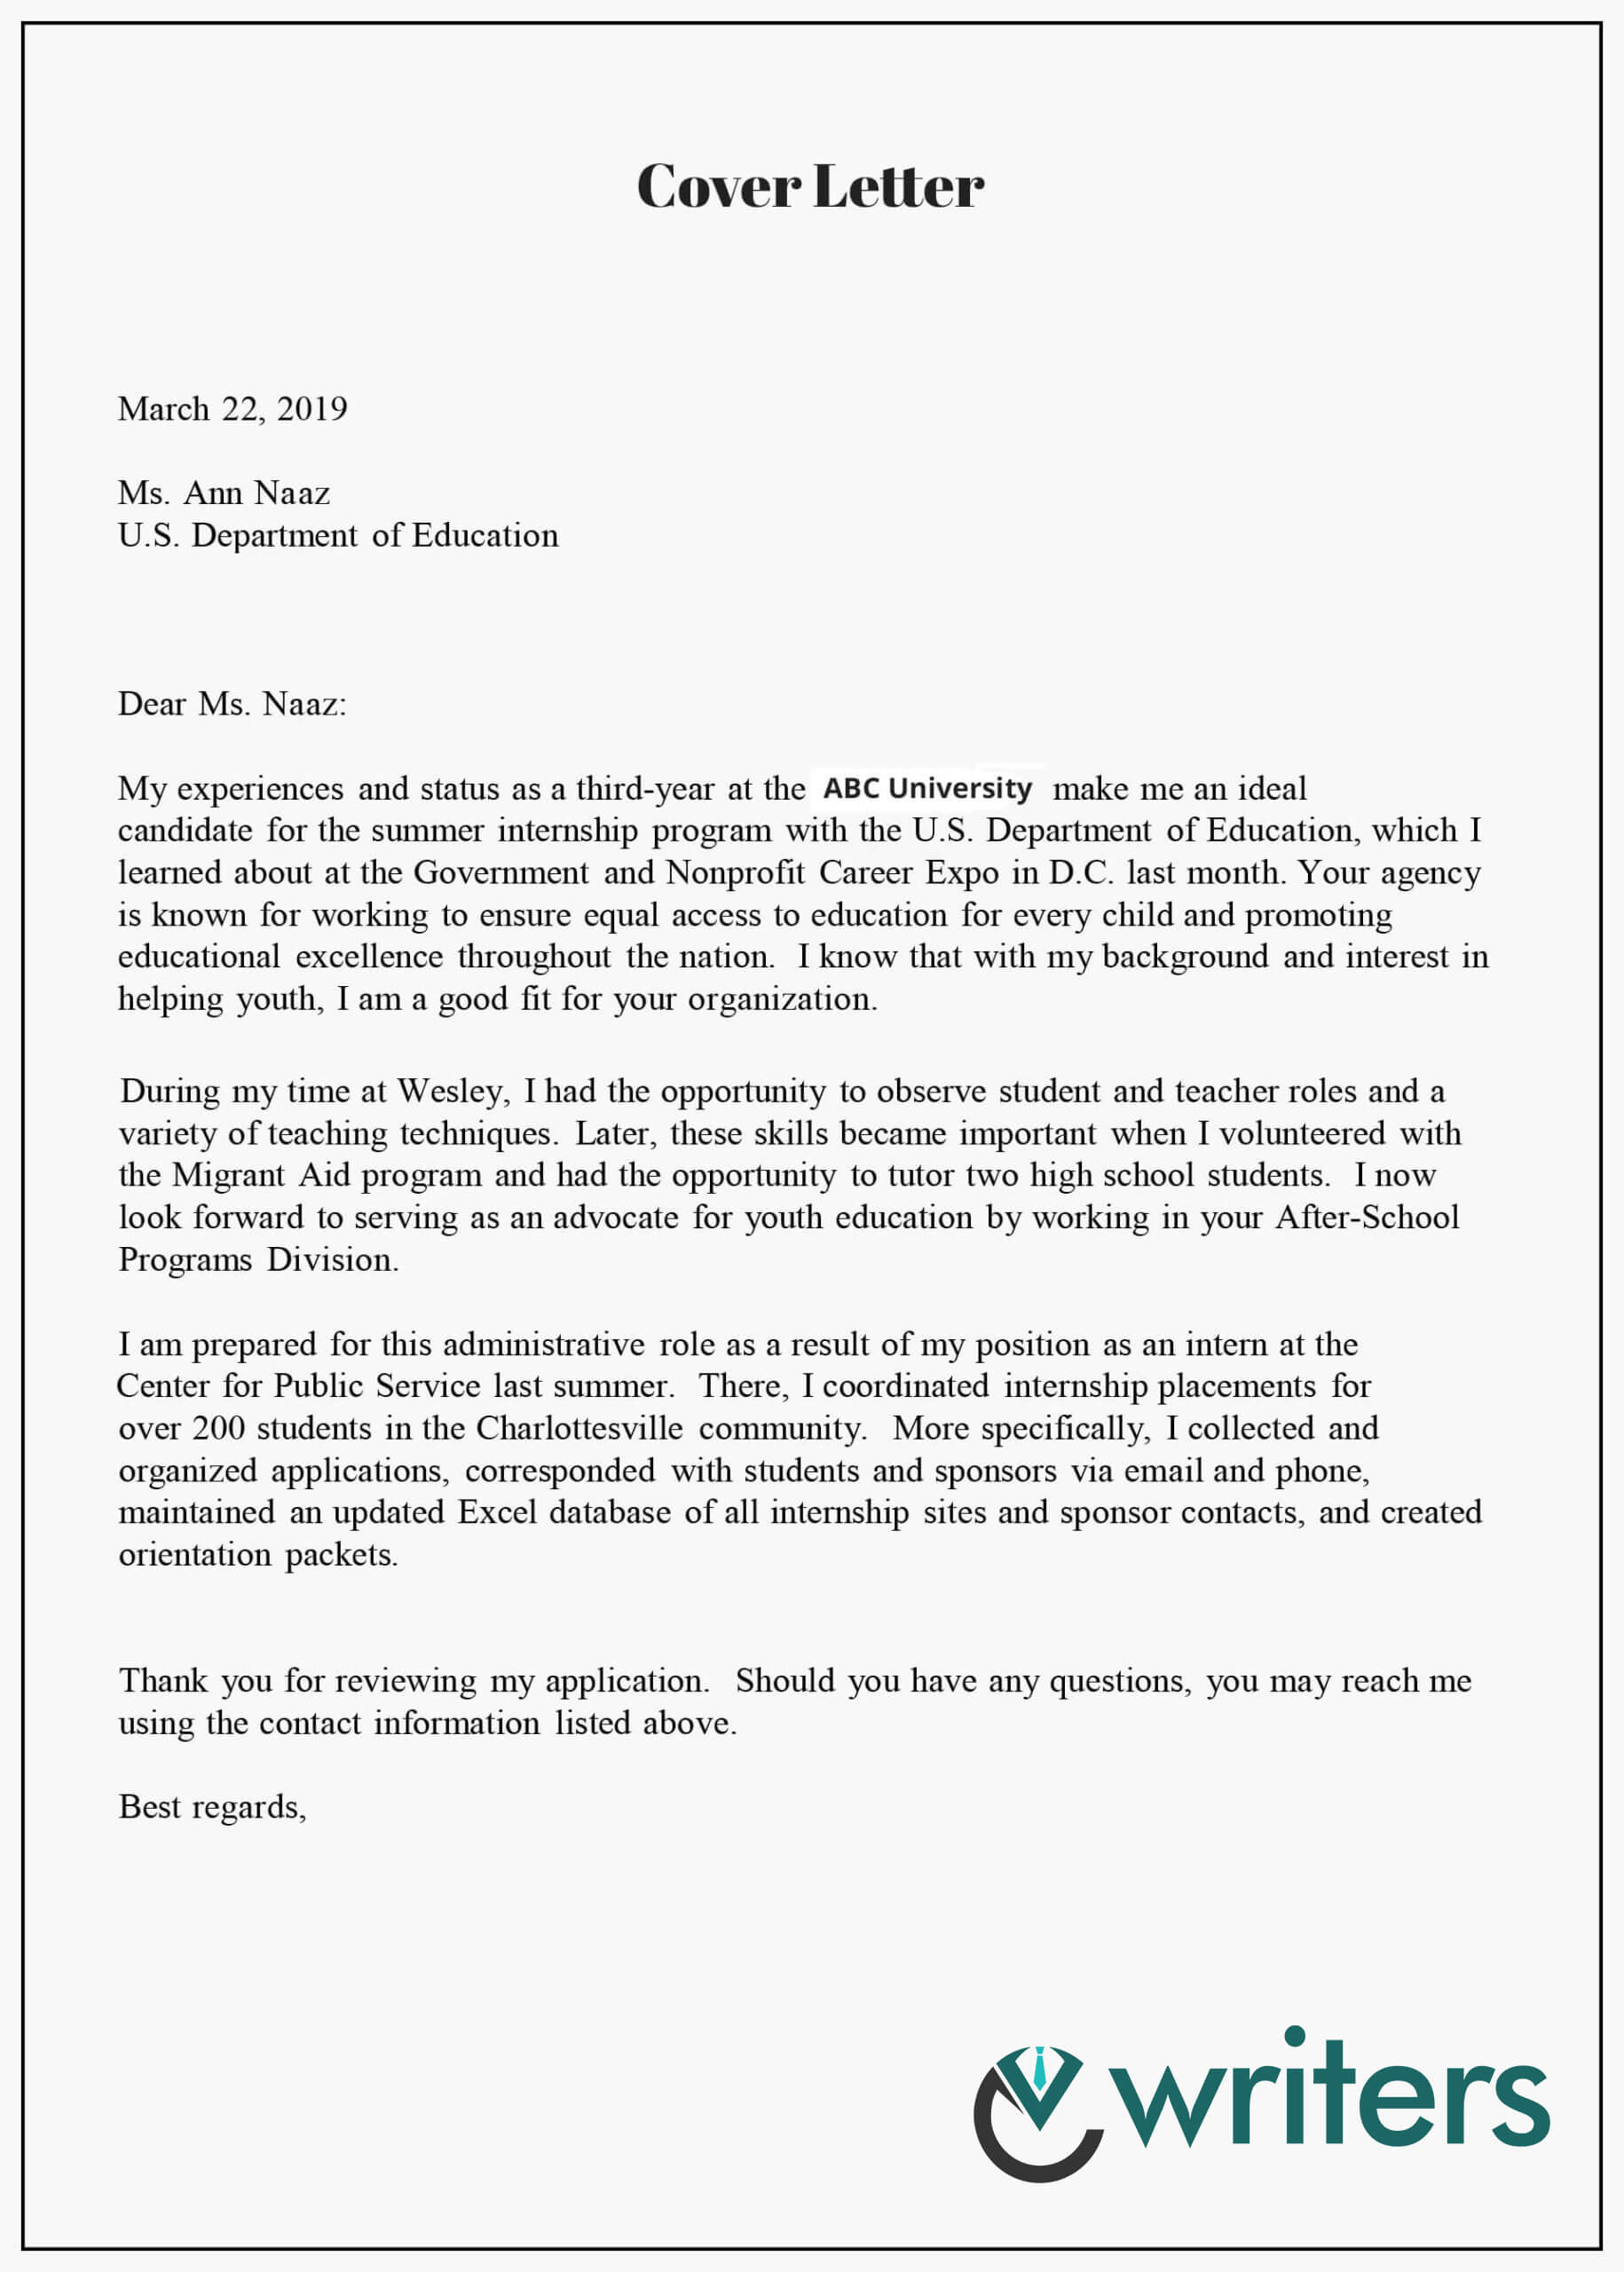 Cover Letter
March 22, 2019
Ms. Ann Naaz
U.S. Department of Education
Dear Ms. Naaz:
My experiences and status as a third-year at the ABC University make me an ideal
candidate for the summer internship program with the U.S. Department of Education, which I
learned about at the Government and Nonprofit Career Expo in D.C. last month. Your agency
is known for working to ensure equal access to education for every child and promoting
educational excellence throughout the nation. I know that with my background and interest in
helping youth, I am a good fit for your organization.
During my time at Wesley, I had the opportunity to observe student and teacher roles and a
variety of teaching techniques. Later, these skills became important when I volunteered with
the Migrant Aid program and had the opportunity to tutor two high school students. I now
look forward to serving as an advocate for youth education by working in your After-School
Programs Division.
I am prepared for this administrative role as a result of my position as an intern at the
Center for Public Service last summer. There, I coordinated internship placements for
over 200 students in the Charlottesville community. More specifically, I collected and
organized applications, corresponded with students and sponsors via email and phone,
maintained an updated Excel database of all internship sites and sponsor contacts, and created
orientation packets.
Thank you for reviewing my application. Should you have any questions, you may reach me
using the contact information listed above.
Best regards,
writers